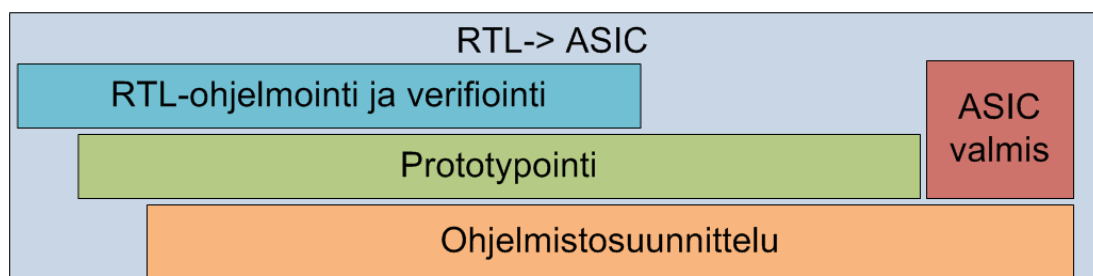 RTL-> ASIC
RTL-ohjelmointi ja verifiointi
ASIC
valmis
Prototypointi
Ohjelmistosuunnittelu